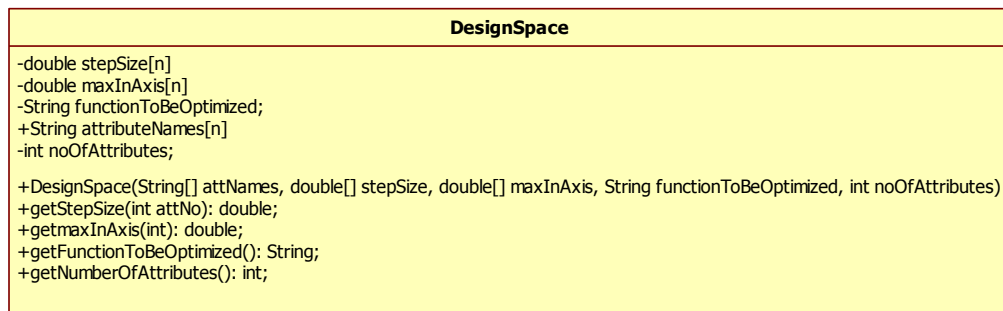 DesignSpace
-double stepSize[n]
-double maxInAxis[n]
-String functionToBeOptimized;
+String attributeNames[n]
-int noOfAttributes;
+DesignSpace(String[] attNames, double[] stepSize, double[] maxInAxis, String functionToBeOptimized, int noOfAttributes)
+getStepSize(int attNo): double;
+getmaxInAxis(int): double;
+getFunctionToBeOptimized(): String;
+getNumberOfAttributes(): int;